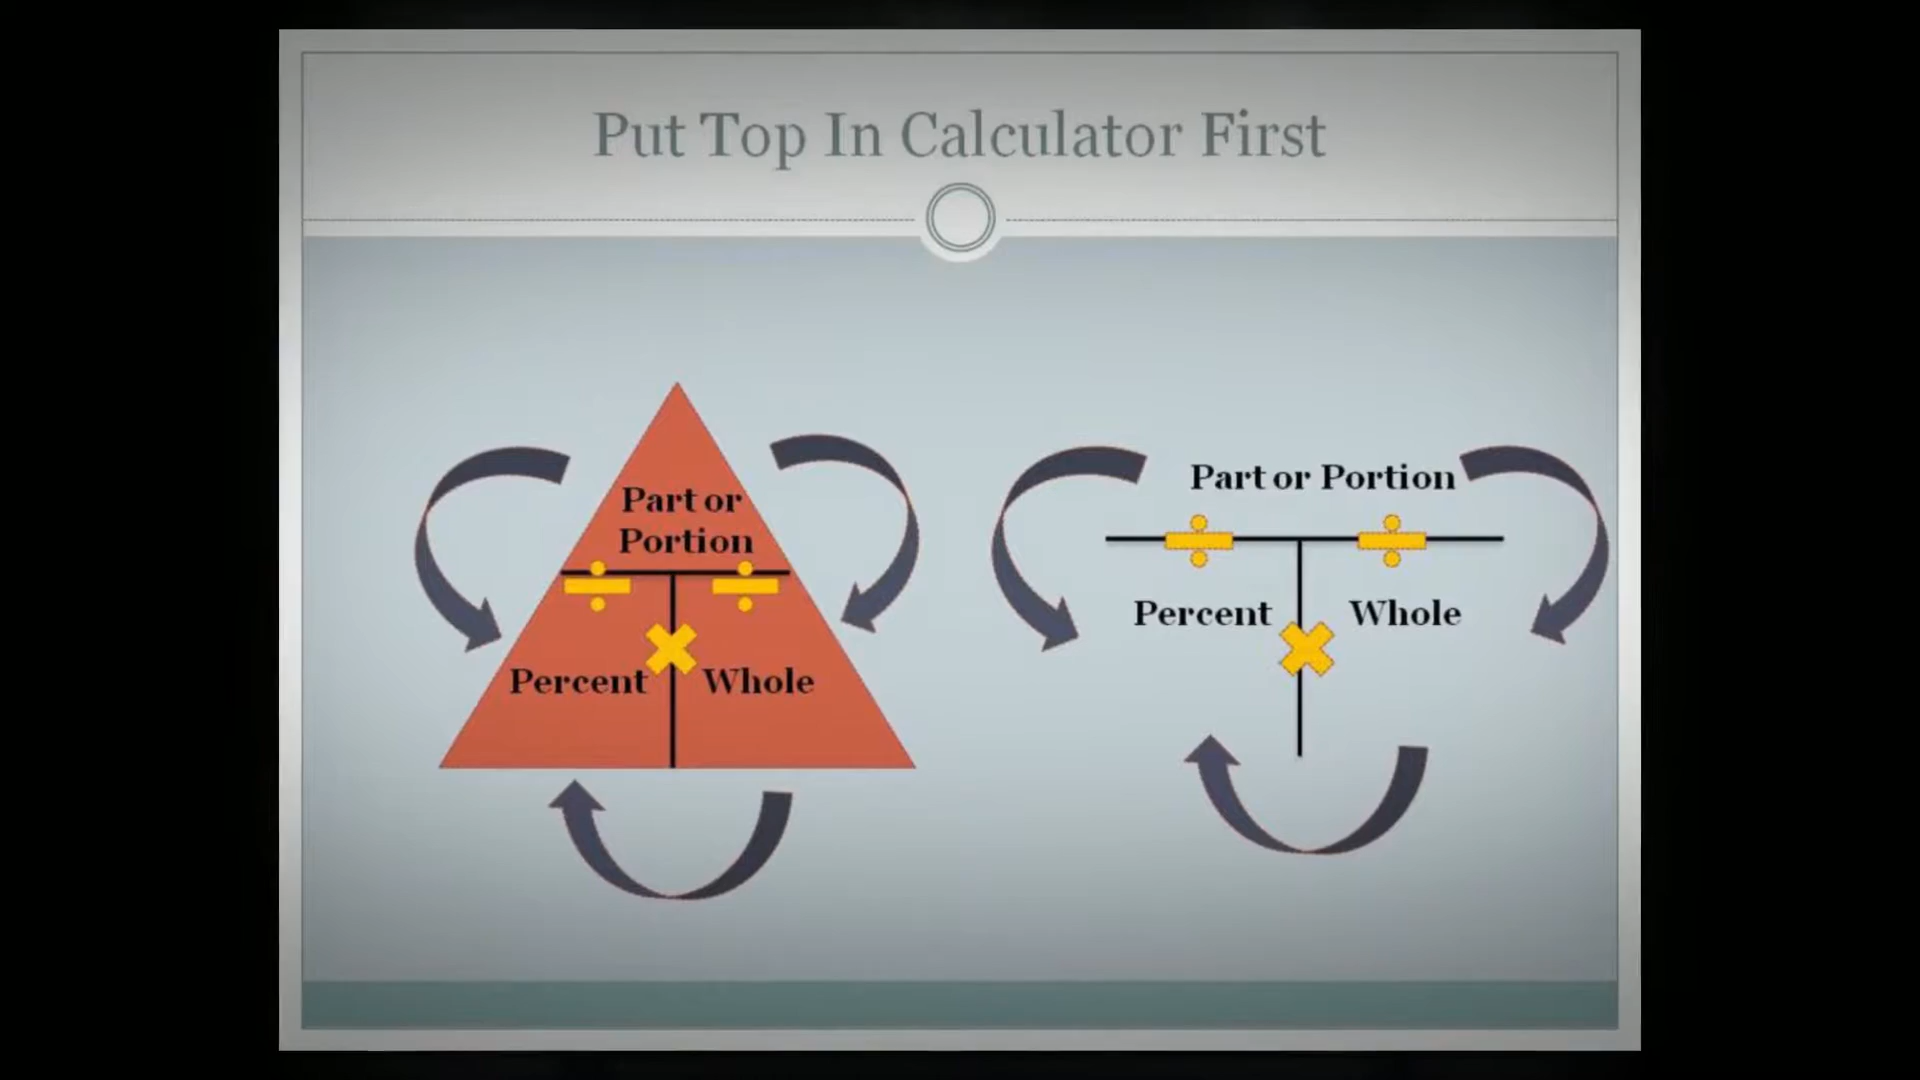 Put Top In Calculator First
Part or
Portion
Percent
Whole
Part or Portion
Percent
Whole